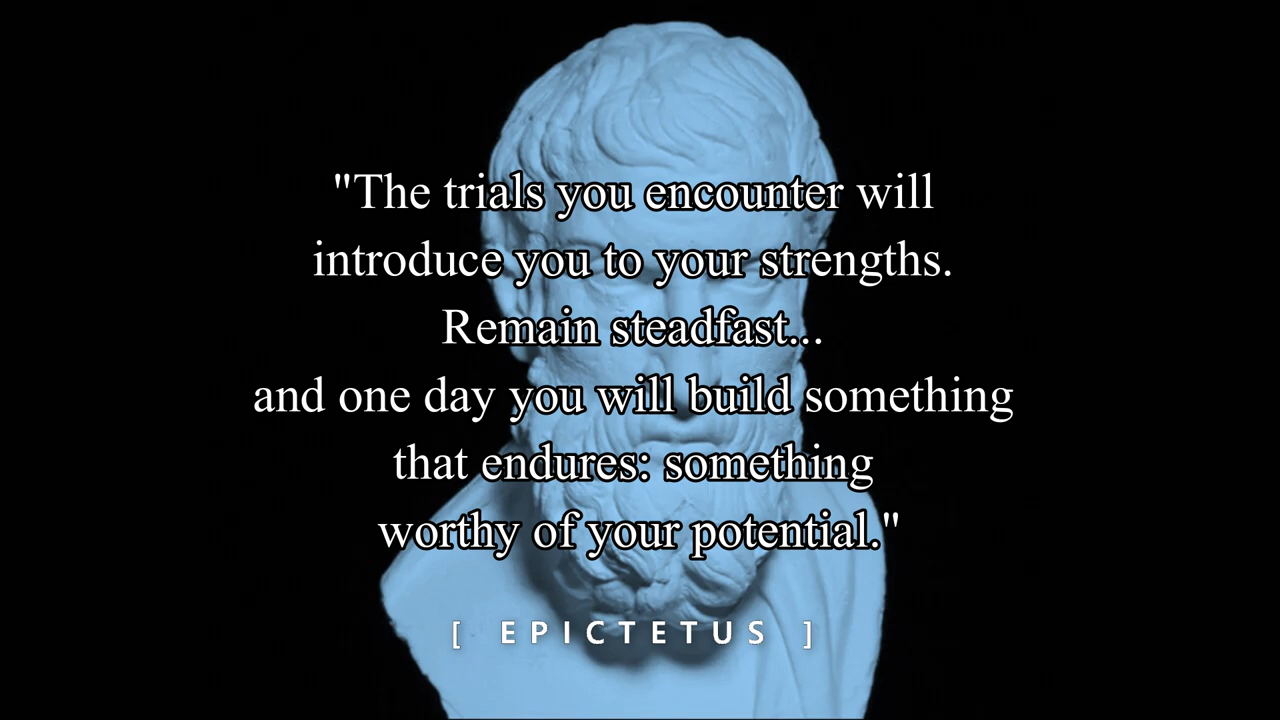 "The trials you encounter will
introduce you to your strengths.
Remain steadfast...
and one day you will build something
that endures: something
worthy of your potential."
[ EPICTETUS ]